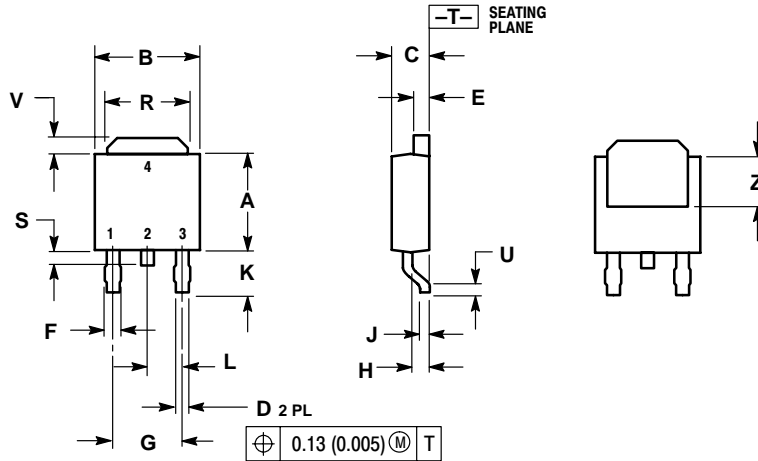 –T– SEATING
PLANE
C
B
V
R
E
4
A
Z
S
1 2 3
U
K
F
J
L
H
D 2 PL
G
⌖ 0.13 (0.005) Ⓜ T